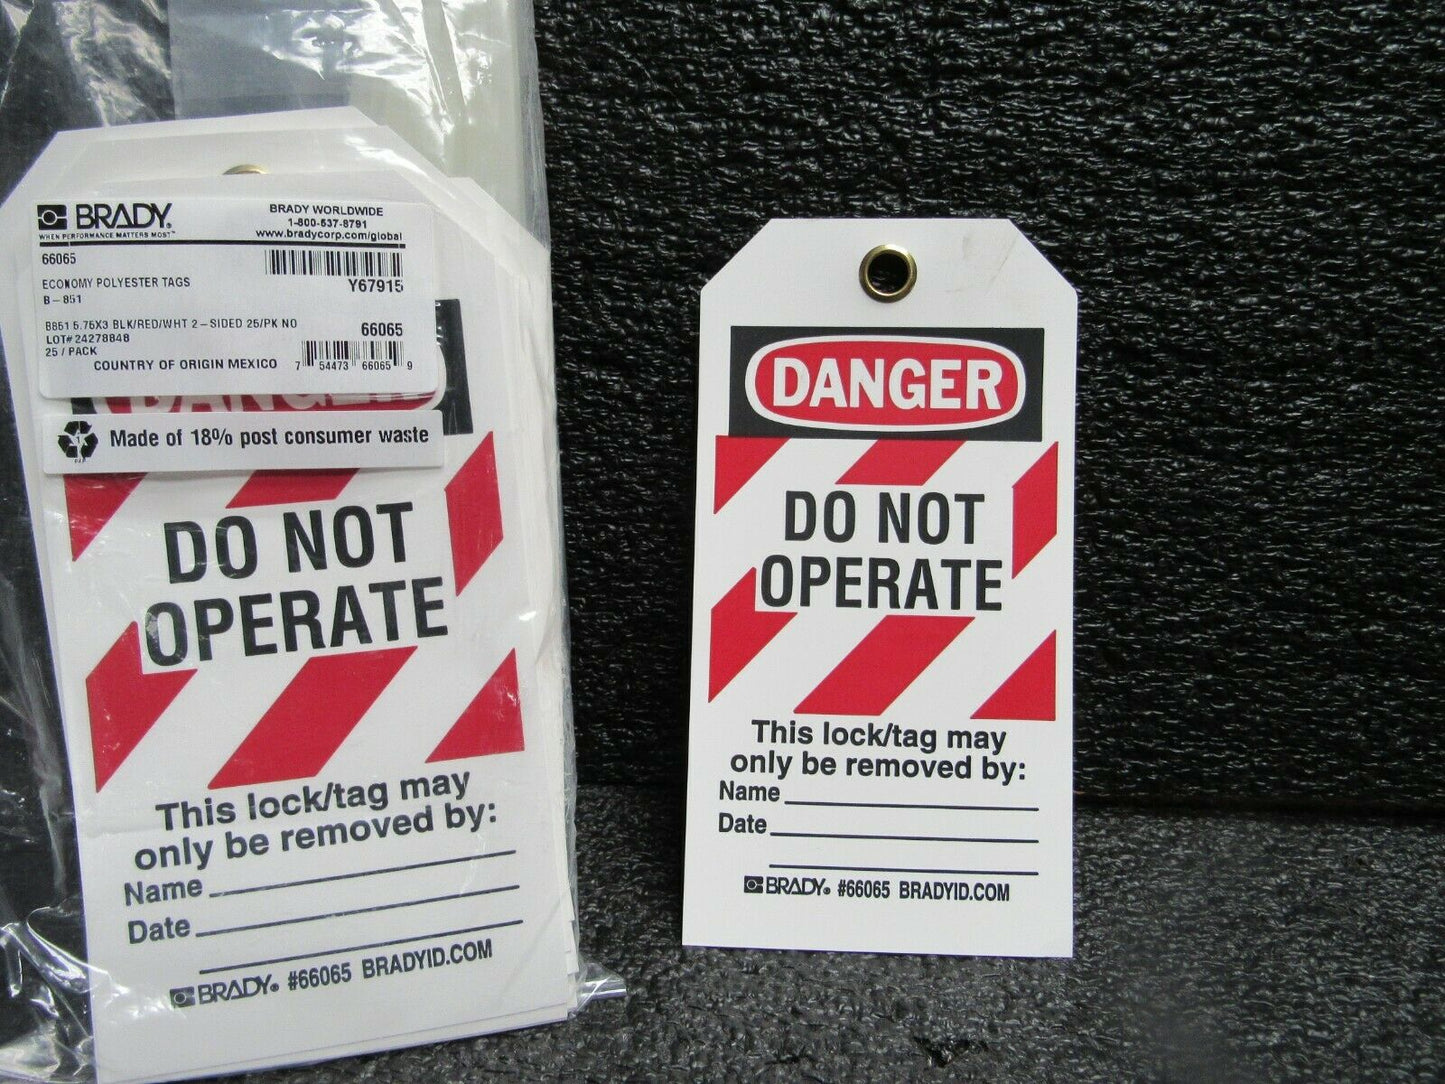 BRADY
WHEN PERFORMANCE MATTERS MOST™
BRADY WORLDWIDE
1-800-537-8791
www.bradycorp.com/global
66065
Y67915
ECONOMY POLYESTER TAGS
B-851
B851 5.75X3 BLK/RED/WHT 2-SIDED 25/PK NO
66065
LOT# 24278848
25 / PACK
COUNTRY OF ORIGIN MEXICO
7 54473 66065 9
DANGER
Made of 18% post consumer waste
DO NOT
OPERATE
This lock/tag may
only be removed by:
Name
Date
BRADY® #66065 BRADYID.COM
DANGER
DO NOT
OPERATE
This lock/tag may
only be removed by:
Name
Date
BRADY® #66065 BRADYID.COM